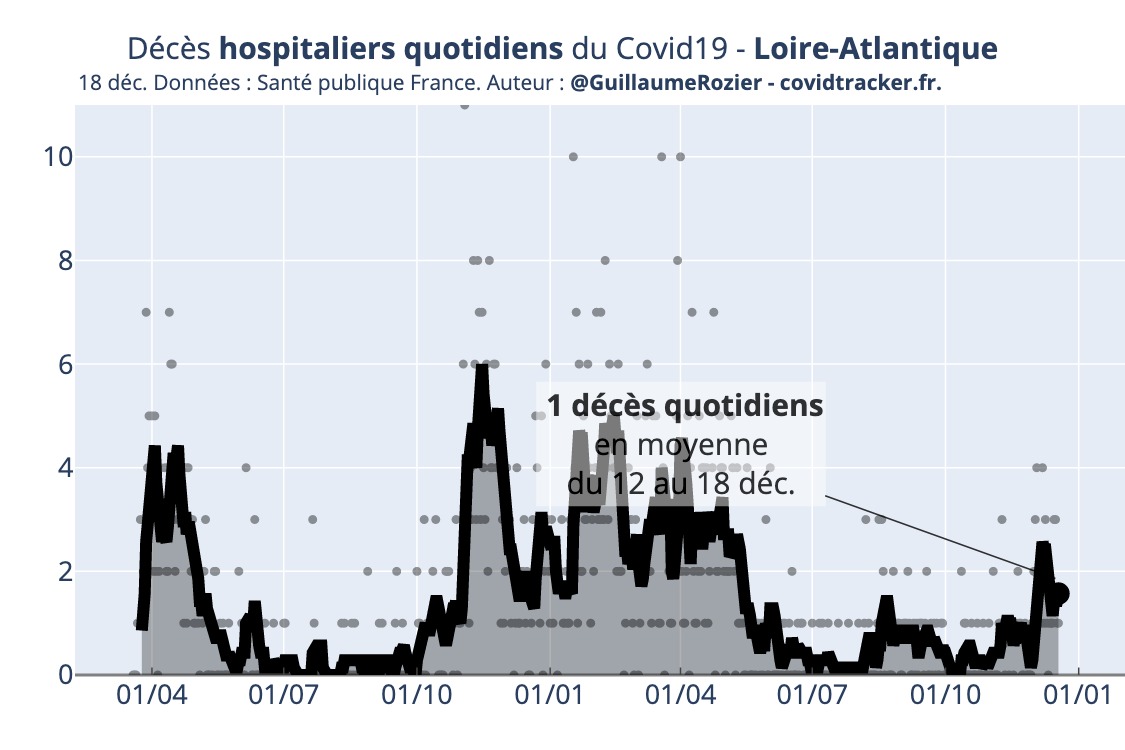 Décès hospitaliers quotidiens du Covid19 - Loire-Atlantique
18 déc. Données : Santé publique France. Auteur : @GuillaumeRozier - covidtracker.fr.
10
8
6
1 décès quotidiens
en moyenne
du 12 au 18 déc.
4
2
0
01/04 01/07 01/10 01/01 01/04 01/07 01/10 01/01